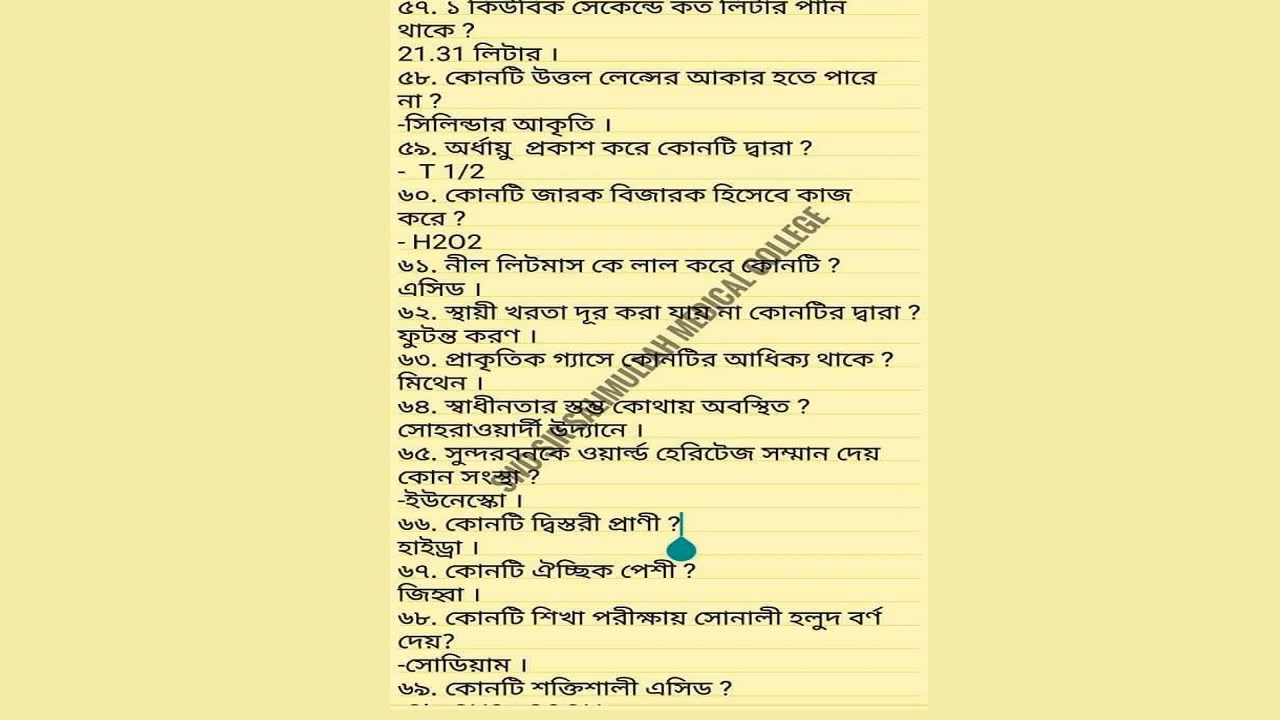 ৫৭. ১ কিউবিক সেকেন্ডে কত লিটার পানি
থাকে ?
21.31 লিটার ।
৫৮. কোনটি উত্তল লেন্সের আকার হতে পারে
না ?
-সিলিন্ডার আকৃতি ।
৫৯. অর্ধায়ু প্রকাশ করে কোনটি দ্বারা ?
- T 1/2
৬০. কোনটি জারক বিজারক হিসেবে কাজ
করে ?
- H2O2
৬১. নীল লিটমাস কে লাল করে কোনটি ?
এসিড ।
৬২. স্থায়ী খরতা দূর করা যায় না কোনটির দ্বারা ?
ফুটন্ত করণ ।
৬৩. প্রাকৃতিক গ্যাসে কোনটির আধিক্য থাকে ?
মিথেন ।
৬৪. স্বাধীনতার স্তম্ভ কোথায় অবস্থিত ?
সোহরাওয়ার্দী উদ্যানে ।
৬৫. সুন্দরবনকে ওয়ার্ল্ড হেরিটেজ সম্মান দেয়
কোন সংস্থা ?
-ইউনেস্কো ।
৬৬. কোনটি দ্বিস্তরী প্রাণী ?
হাইড্রা ।
৬৭. কোনটি ঐচ্ছিক পেশী ?
জিহ্বা ।
৬৮. কোনটি শিখা পরীক্ষায় সোনালী হলুদ বর্ণ
দেয়?
-সোডিয়াম ।
৬৯. কোনটি শক্তিশালী এসিড ?
MEDICAL COLLEGE